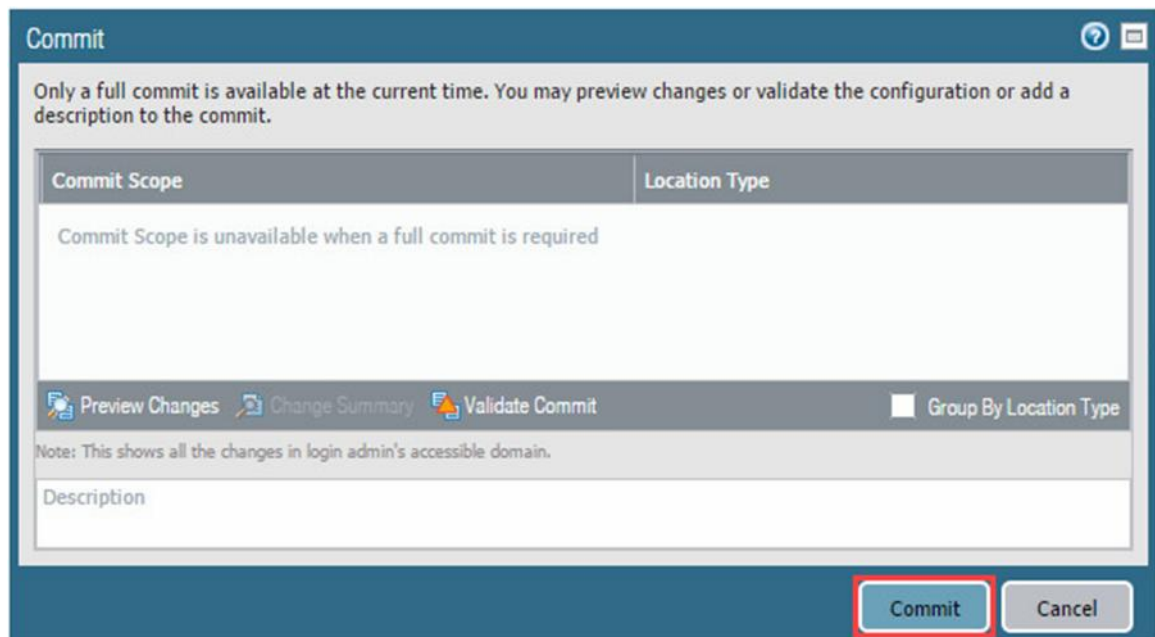 Commit
Only a full commit is available at the current time. You may preview changes or validate the configuration or add a
description to the commit.
Commit Scope Location Type
Commit Scope is unavailable when a full commit is required
Preview Changes Change Summary Validate Commit Group By Location Type
Note: This shows all the changes in login admin's accessible domain.
Description
Commit Cancel